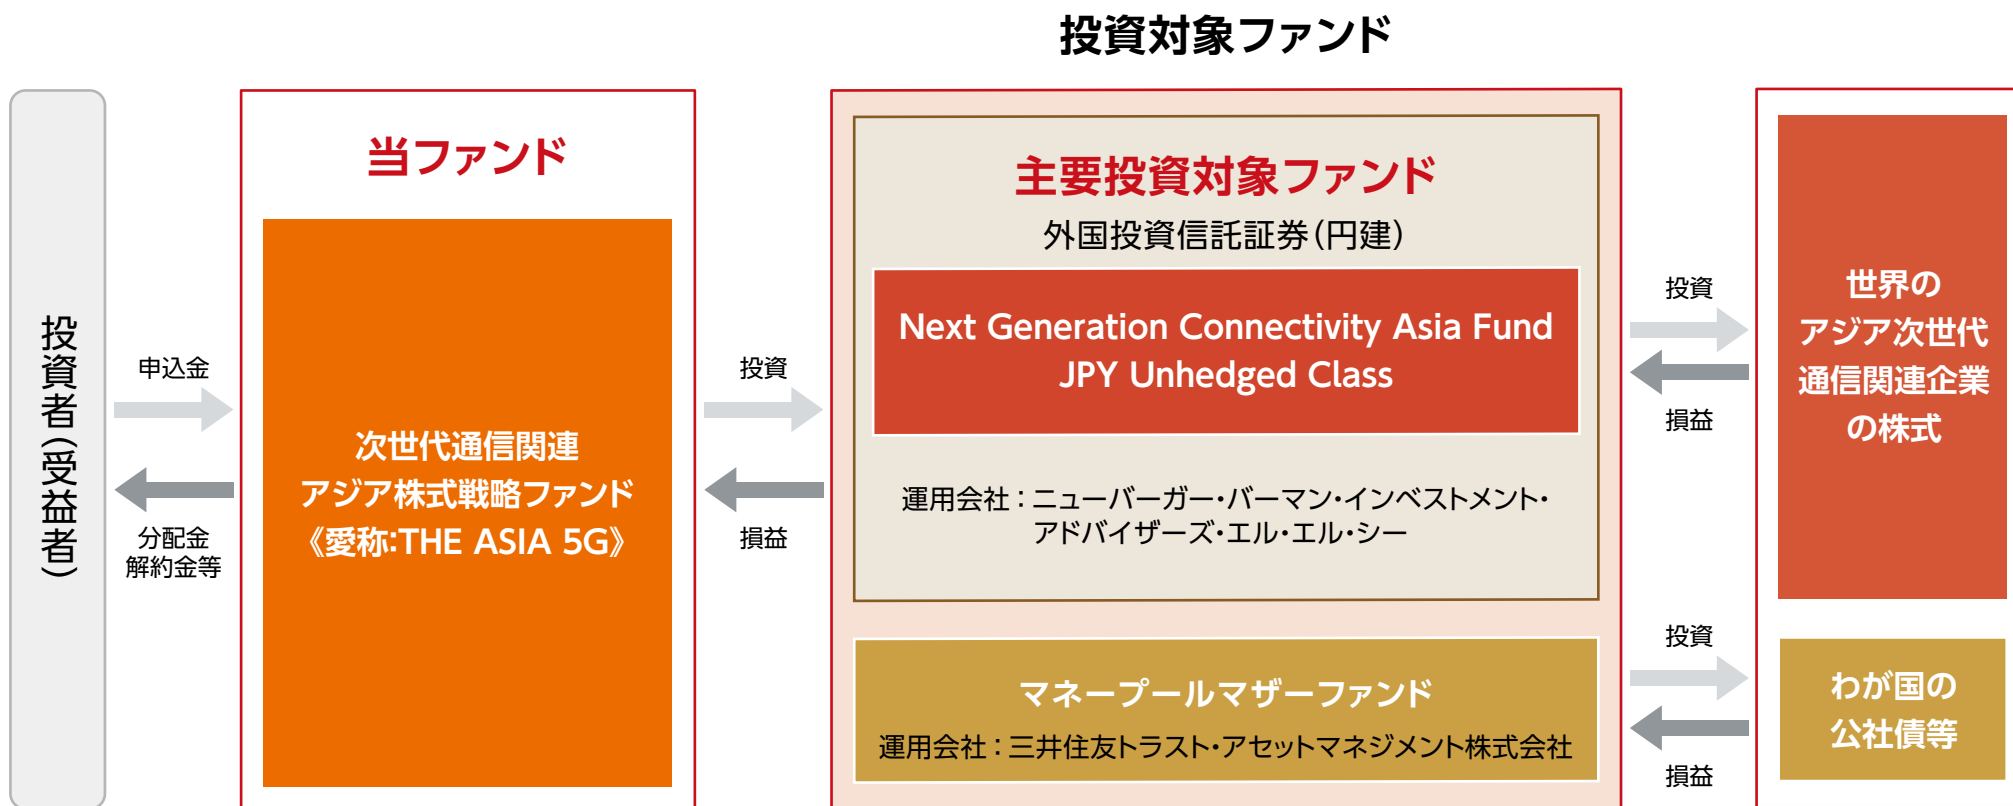 投資対象ファンド
投資者(受益者)
申込金
分配金
解約金等
当ファンド
次世代通信関連
アジア株式戦略ファンド
《愛称:THE ASIA 5G》
投資
損益
主要投資対象ファンド
外国投資信託証券(円建)
Next Generation Connectivity Asia Fund
JPY Unhedged Class
運用会社:ニューバーガー・バーマン・インベストメント・
アドバイザーズ・エル・エル・シー
マネープールマザーファンド
運用会社:三井住友トラスト・アセットマネジメント株式会社
投資
損益
投資
損益
世界の
アジア次世代
通信関連企業
の株式
わが国の
公社債等